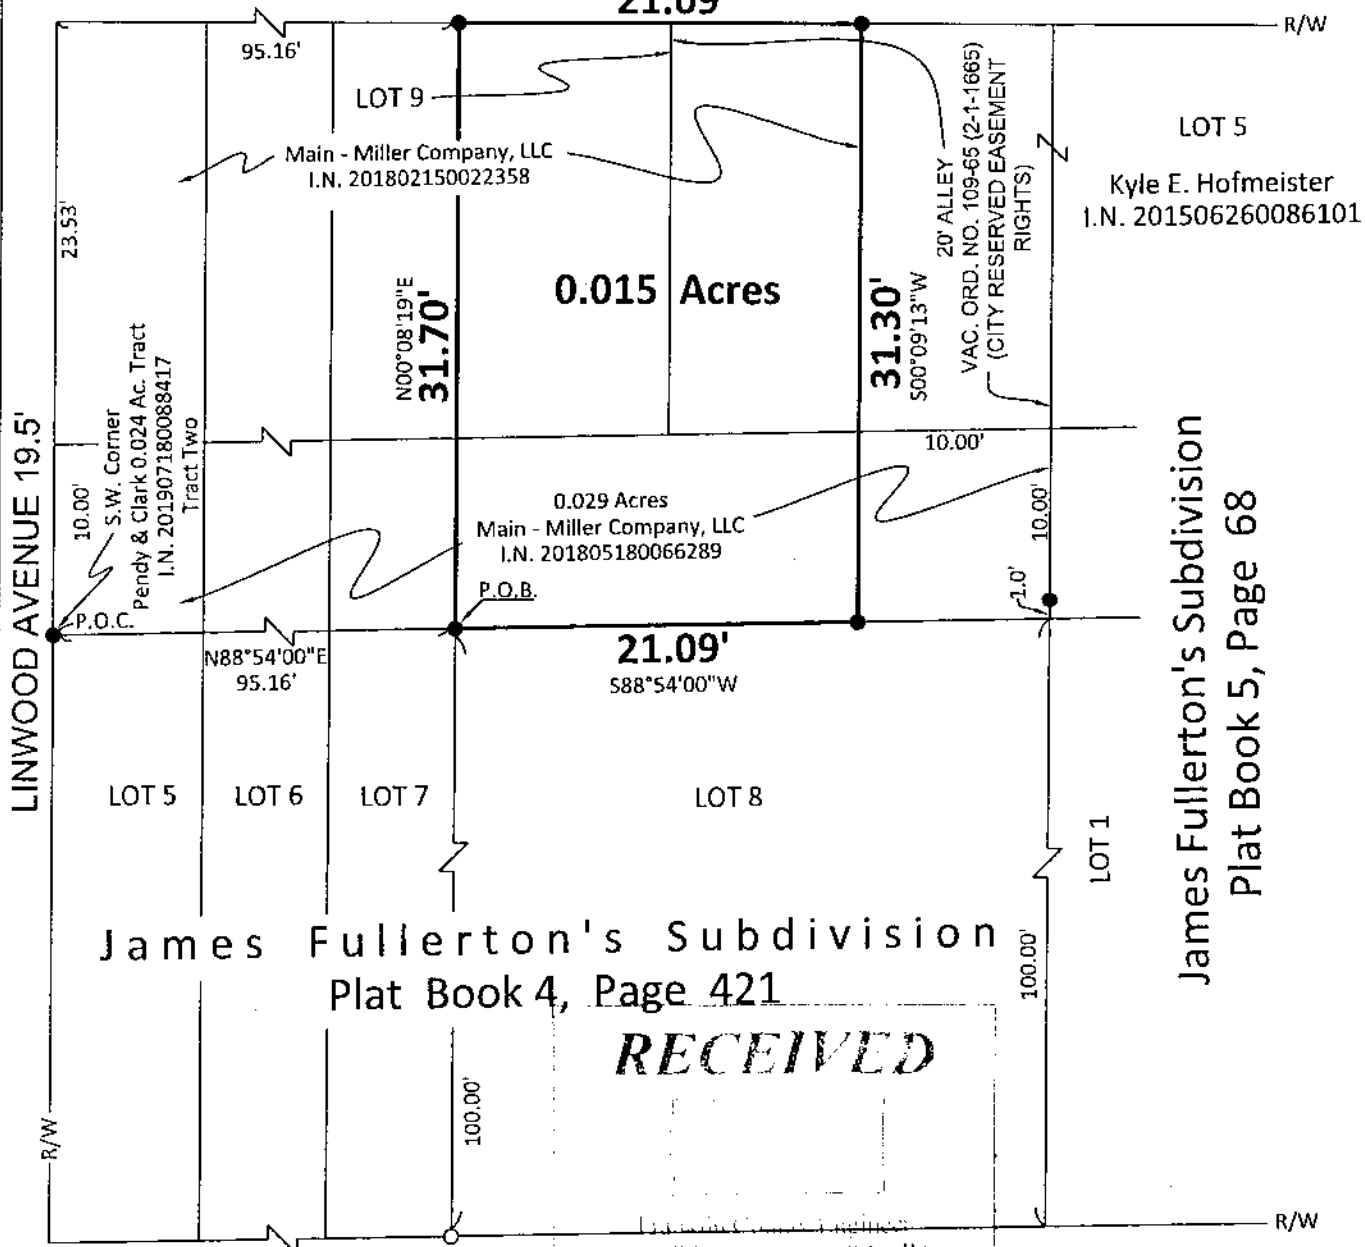 21.09'
R/W
95.16'
LOT 9
Main - Miller Company, LLC
I.N. 201802150022358
23.53'
20' ALLEY
VAC. ORD. NO. 109-65 (2-1-1665)
(CITY RESERVED EASEMENT
RIGHTS)
LOT 5
Kyle E. Hofmeister
I.N. 201506260086101
0.015 Acres
N00°08'19"E
31.70'
31.30'
S00°09'13"W
LINWOOD AVENUE 19.5'
10.00'
S.W. Corner
Pendy & Clark 0.024 Ac. Tract
I.N. 201907180088417
Tract Two
10.00'
0.029 Acres
Main - Miller Company, LLC
I.N. 201805180066289
10.00'
1.0'
P.O.C.
P.O.B.
N88°54'00"E
95.16'
21.09'
S88°54'00"W
James Fullerton's Subdivision
Plat Book 5, Page 68
LOT 5
LOT 6
LOT 7
LOT 8
LOT 1
James Fullerton's Subdivision
Plat Book 4, Page 421
RECEIVED
100.00'
100.00'
R/W
R/W